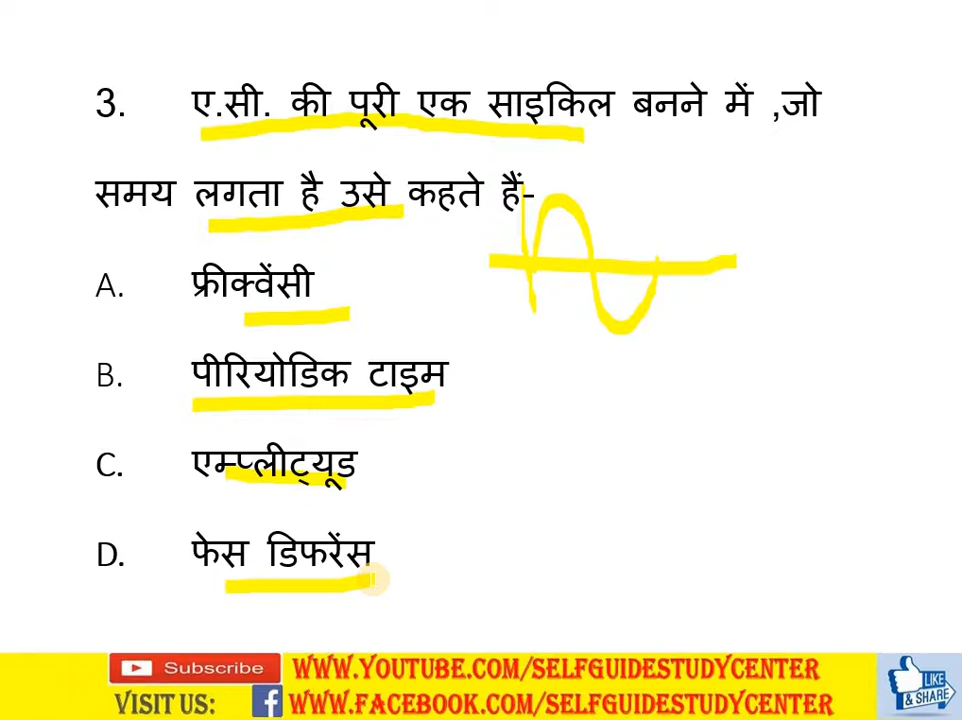 3. ए.सी. की पूरी एक साइकिल बनने में ,जो
समय लगता है उसे कहते हैं-
A. फ्रीक्वेंसी
B. पीरियोडिक टाइम
C. एम्प्लीट्यूड
D. फेस डिफरेंस
Subscribe WWW.YOUTUBE.COM/SELFGUIDESTUDYCENTER
VISIT US: f WWW.FACEBOOK.COM/SELFGUIDESTUDYCENTER
LIKE
& SHARE